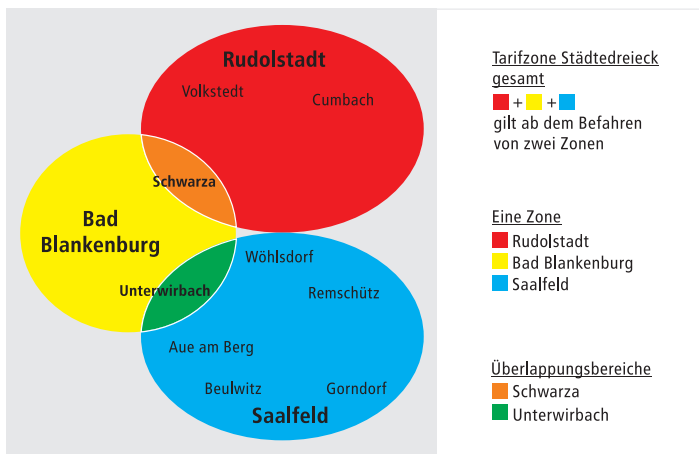 Rudolstadt
Volkstedt
Cumbach
Schwarza
Bad
Blankenburg
Unterwirbach
Wöhlsdorf
Remschütz
Aue am Berg
Beulwitz
Gorndorf
Saalfeld
Tarifzone Städtedreieck
gesamt
+ +
gilt ab dem Befahren
von zwei Zonen
Eine Zone
Rudolstadt
Bad Blankenburg
Saalfeld
Überlappungsbereiche
Schwarza
Unterwirbach